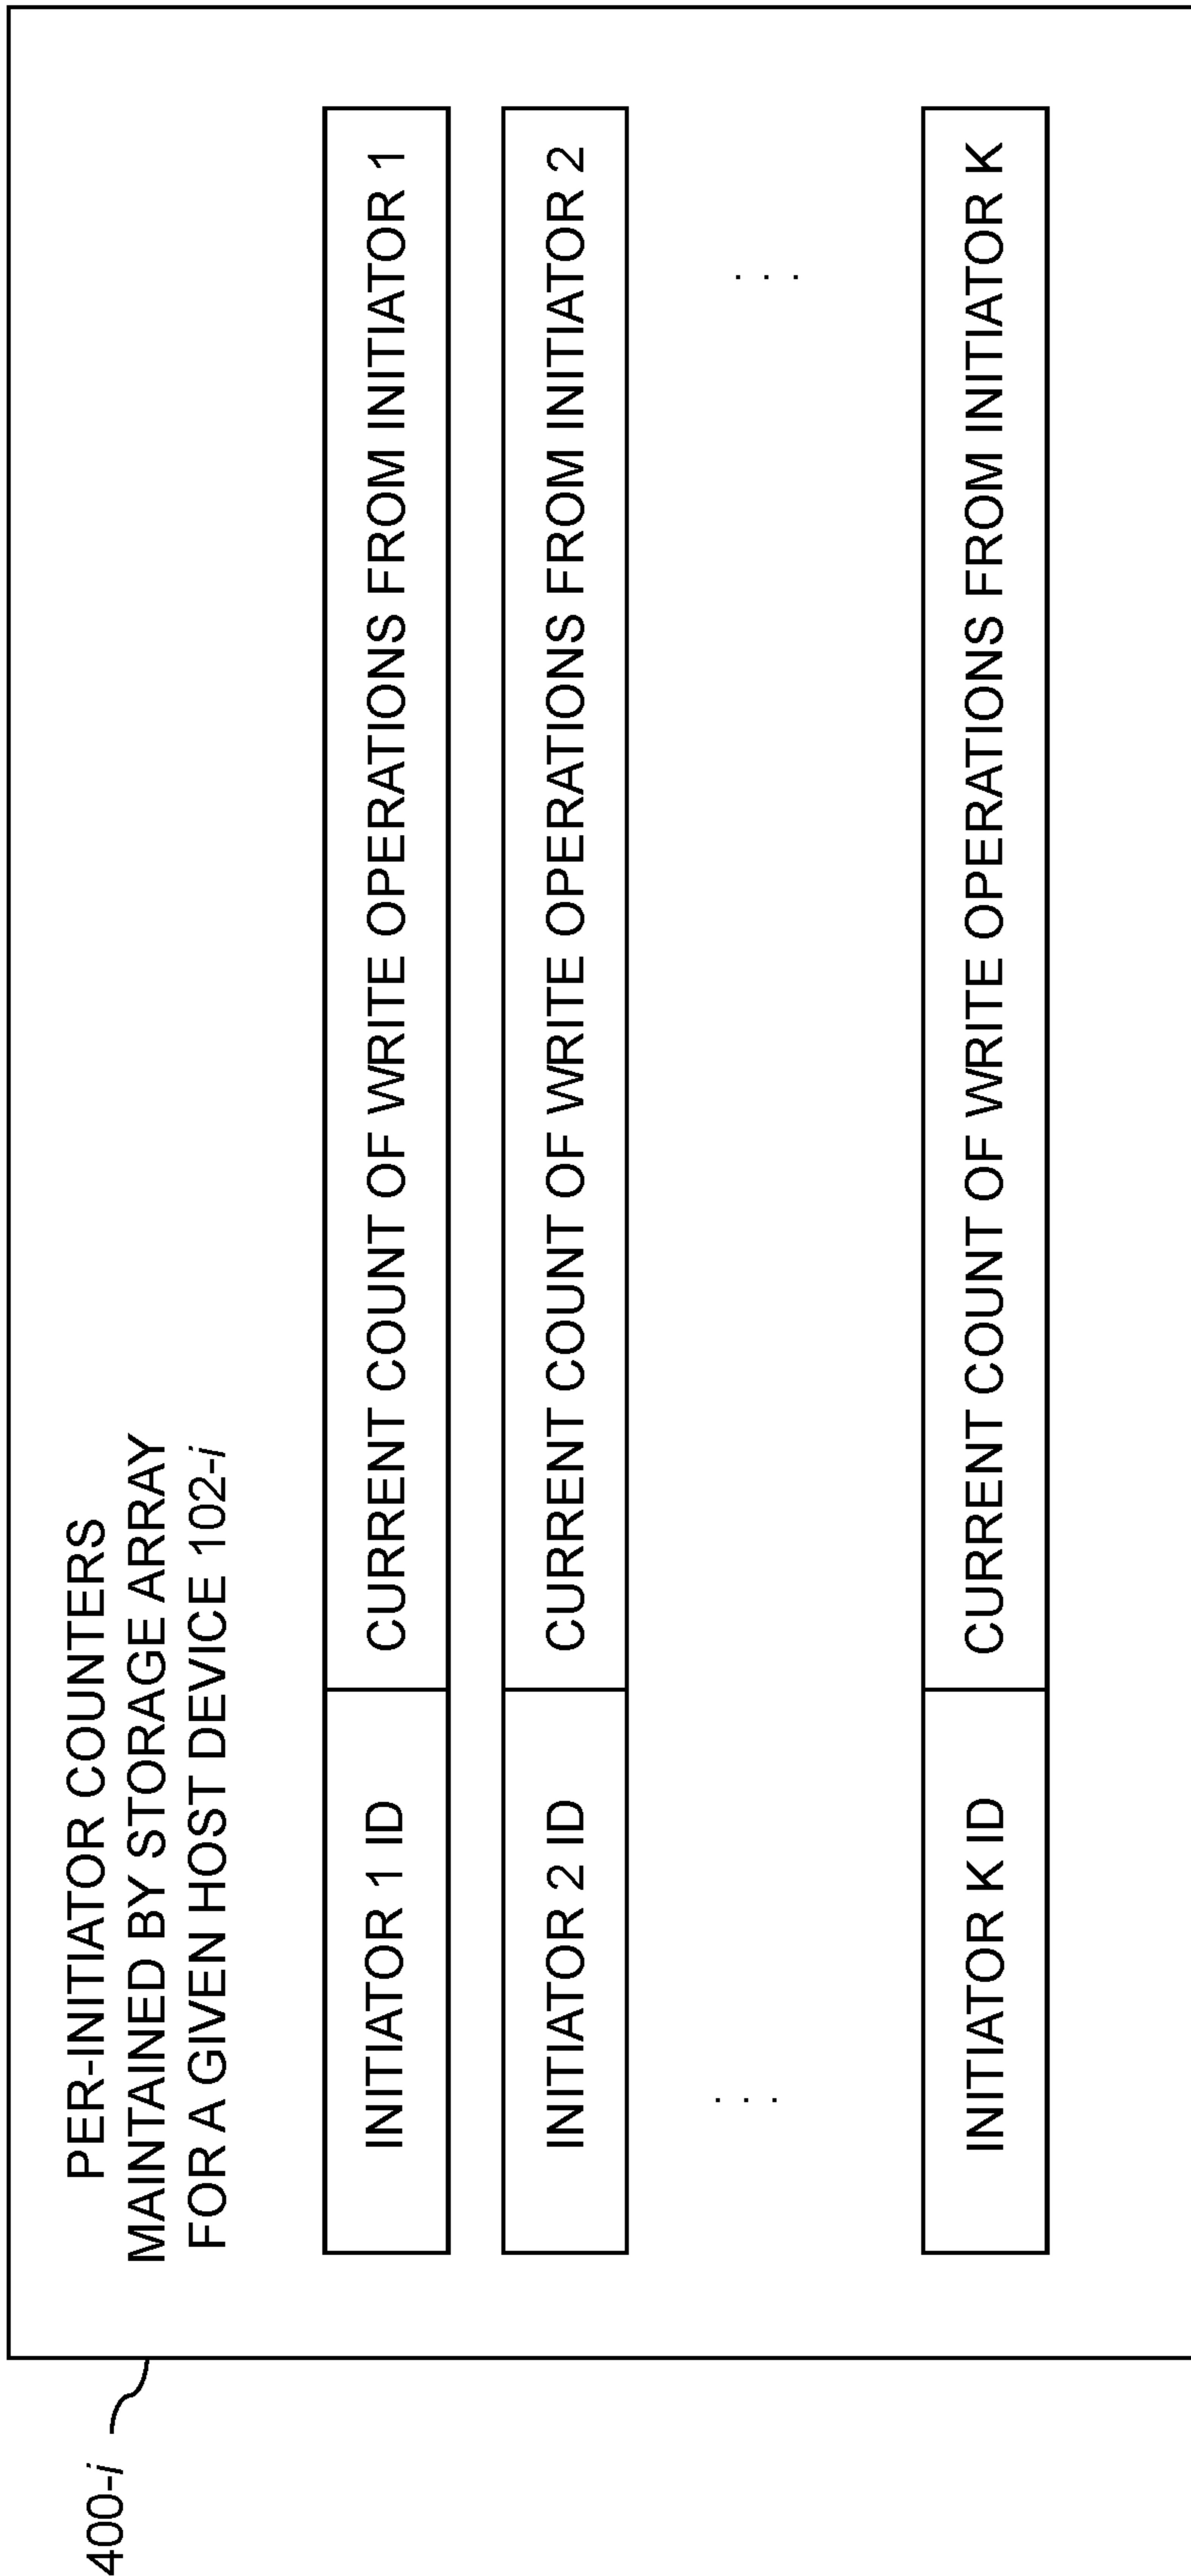 400-i
PER-INITIATOR COUNTERS
MAINTAINED BY STORAGE ARRAY
FOR A GIVEN HOST DEVICE 102-i
INITIATOR 1 ID
CURRENT COUNT OF WRITE OPERATIONS FROM INITIATOR 1
INITIATOR 2 ID
CURRENT COUNT OF WRITE OPERATIONS FROM INITIATOR 2
. . .
. . .
INITIATOR K ID
CURRENT COUNT OF WRITE OPERATIONS FROM INITIATOR K